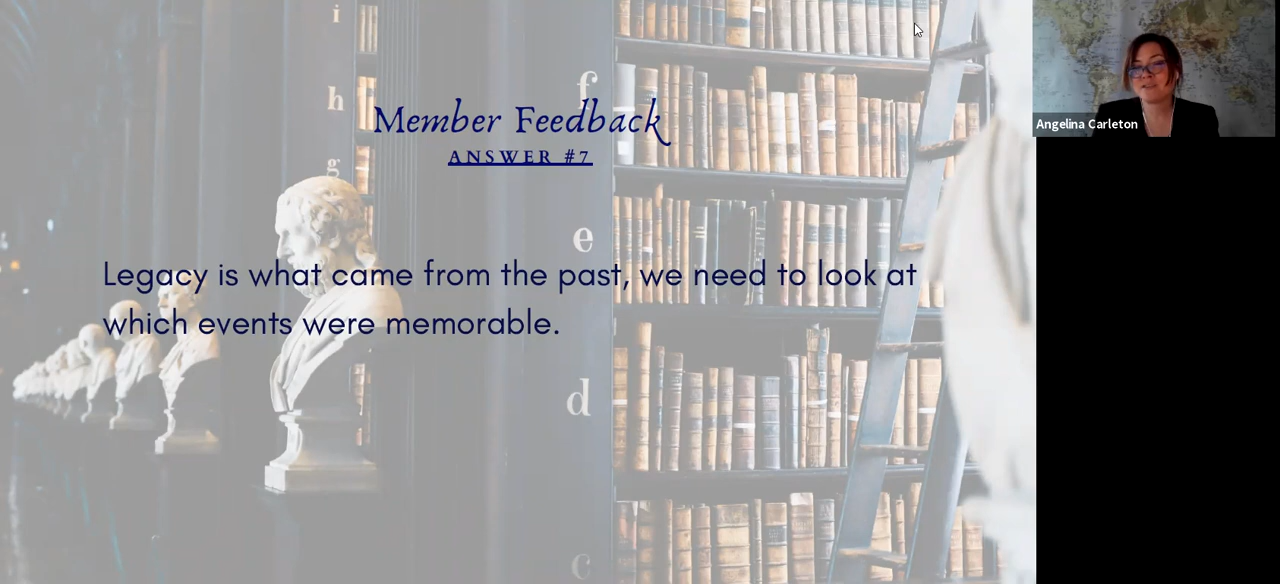 i
h
g
f
Member Feedback
ANSWER #7
e
Legacy is what came from the past, we need to look at
which events were memorable.
d
c
Angelina Carleton